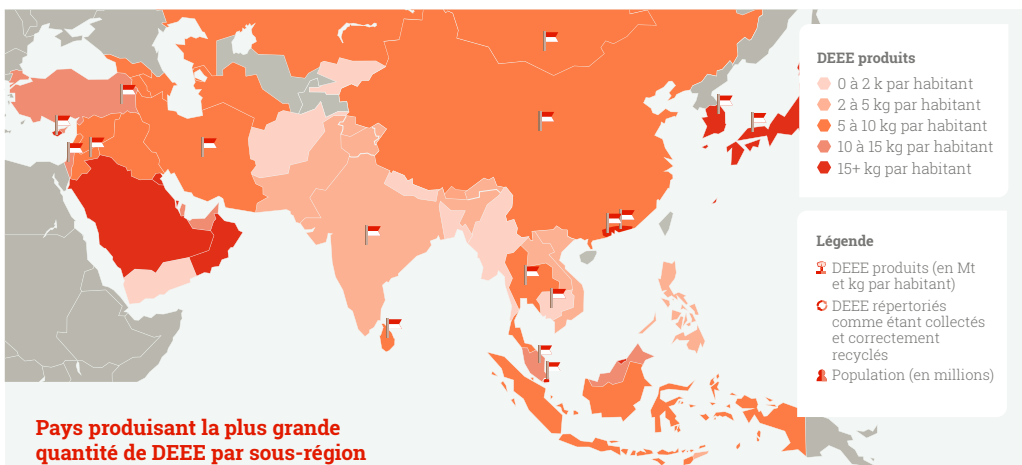 DEEE produits
0 à 2 k par habitant
2 à 5 kg par habitant
5 à 10 kg par habitant
10 à 15 kg par habitant
15+ kg par habitant
Légende
DEEE produits (en Mt
et kg par habitant)
DEEE répertoriés
comme étant collectés
et correctement
recyclés
Population (en millions)
Pays produisant la plus grande
quantité de DEEE par sous-région